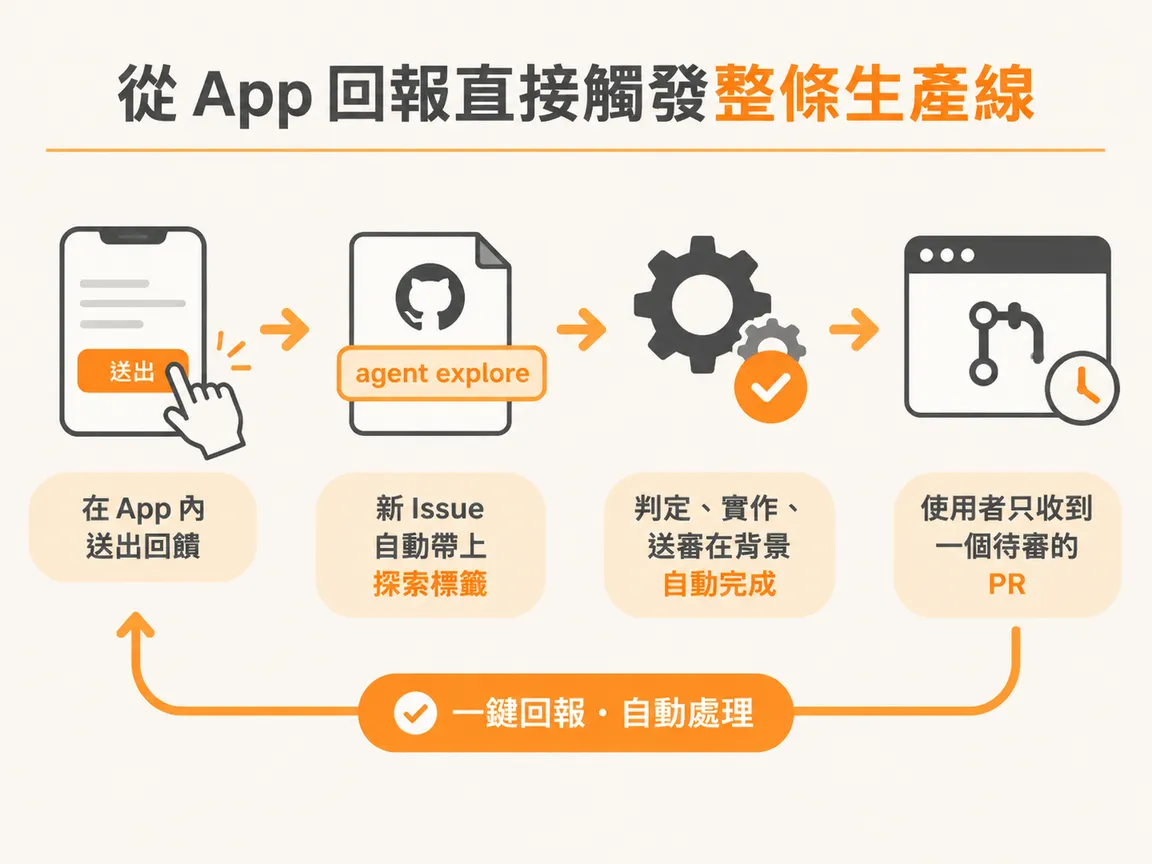 從 App 回報直接觸發整條生產線
送出
agent explore
在 App 內
送出回饋
新 Issue
自動帶上
探索標籤
判定、實作、
送審在背景
自動完成
使用者只收到
一個待審的
PR
一鍵回報・自動處理